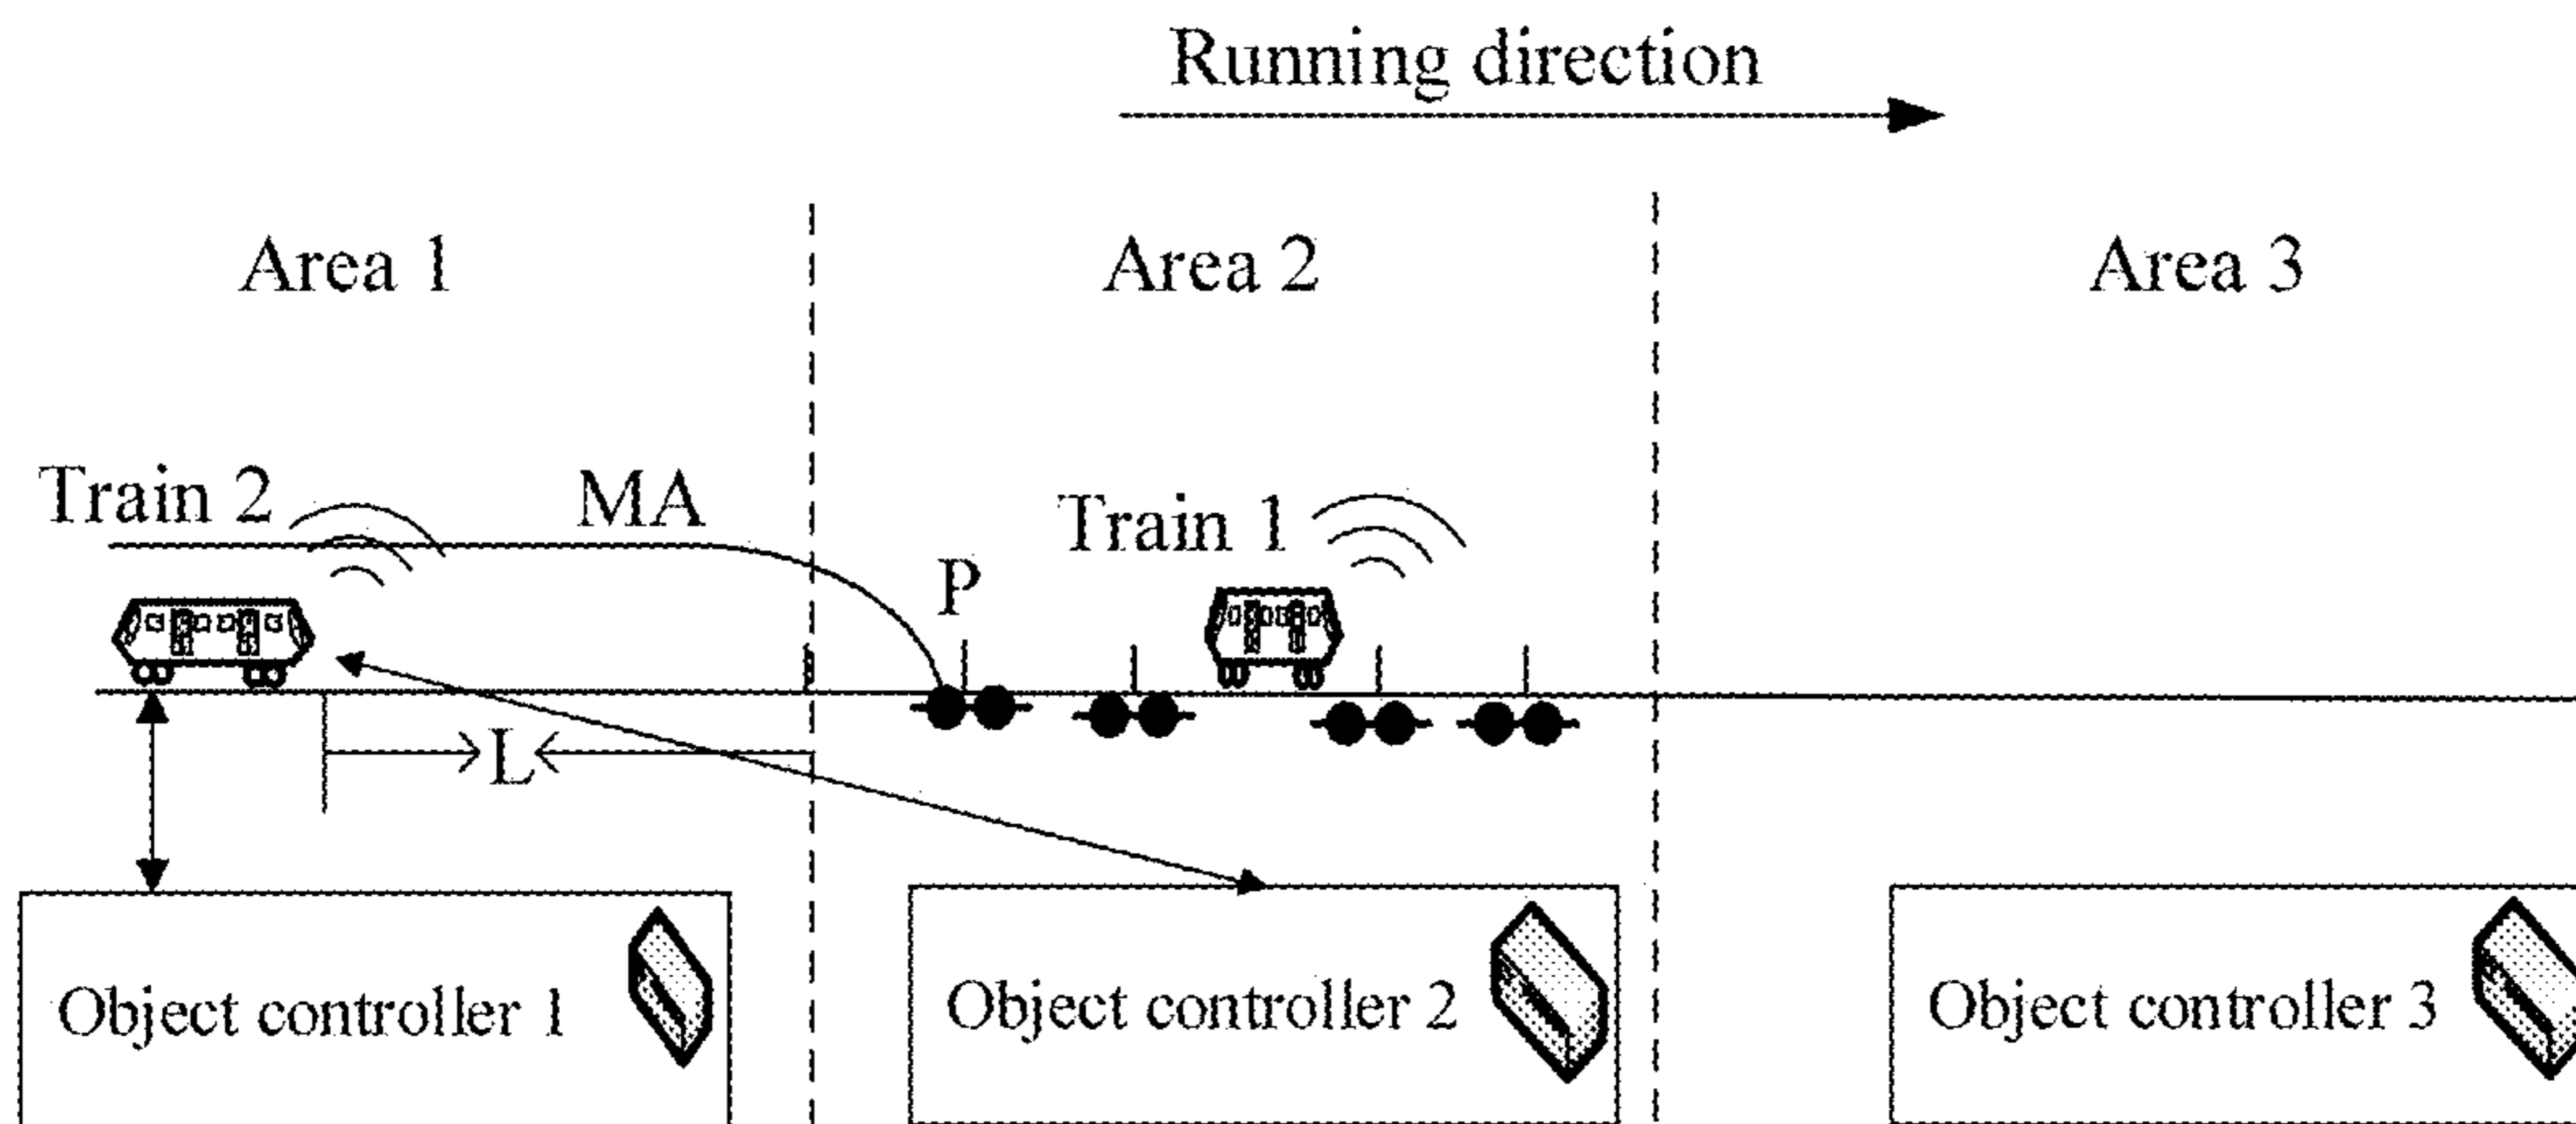 Running direction
Area 1
Area 2
Area 3
Train 2
MA
P
Train 1
L
Object controller 1
Object controller 2
Object controller 3